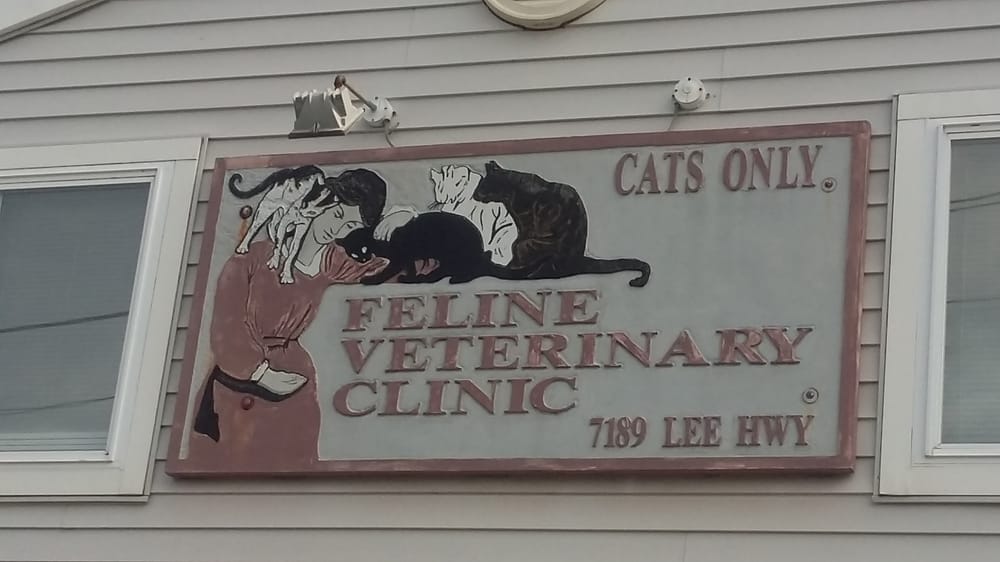 CATS ONLY
FELINE
VETERINARY
CLINIC
7189 LEE HWY